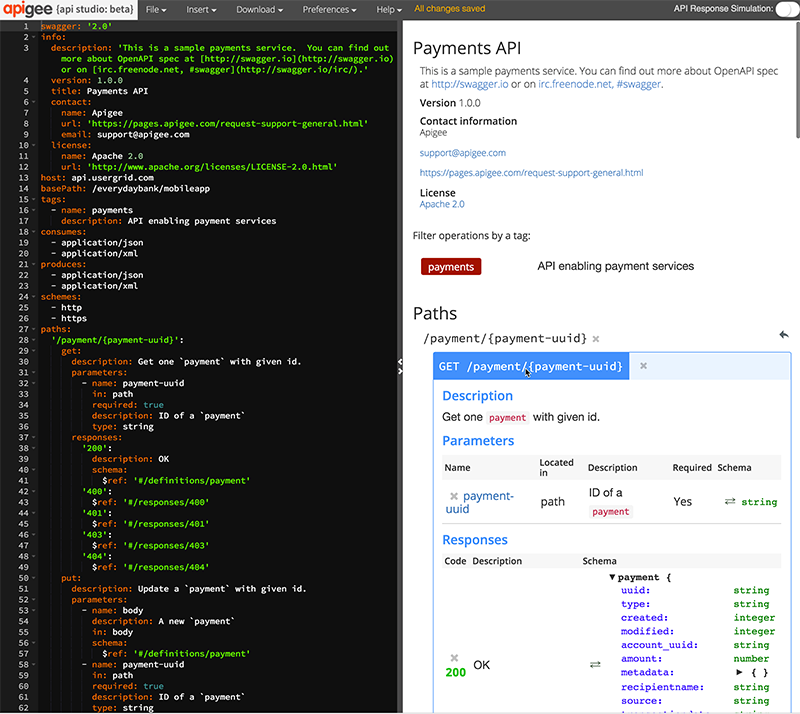 apigee {api studio: beta} File Insert Download Preferences Help All changes saved API Response Simulation:
1 swagger: '2.0'
2 info:
3 description: 'This is a sample payments service.  You can find out
more about OpenAPI spec at [http://swagger.io](http://swagger.io)
or on [irc.freenode.net, #swagger](http://swagger.io/irc/).'
4 version: 1.0.0
5 title: Payments API
6 contact:
7 name: Apigee
8 url: 'https://pages.apigee.com/request-support-general.html'
9 email: support@apigee.com
10 license:
11 name: Apache 2.0
12 url: 'http://www.apache.org/licenses/LICENSE-2.0.html'
13 host: api.usergrid.com
14 basePath: /everydaybank/mobileapp
15 tags:
16 - name: payments
17 description: API enabling payment services
18 consumes:
19 - application/json
20 - application/xml
21 produces:
22 - application/json
23 - application/xml
24 schemes:
25 - http
26 - https
27 paths:
28 '/payment/{payment-uuid}':
29 get:
30 description: Get one `payment` with given id.
31 parameters:
32 - name: payment-uuid
33 in: path
34 required: true
35 description: ID of a `payment`
36 type: string
37 responses:
38 '200':
39 description: OK
40 schema:
41 $ref: '#/definitions/payment'
42 '400':
43 $ref: '#/responses/400'
44 '401':
45 $ref: '#/responses/401'
46 '403':
47 $ref: '#/responses/403'
48 '404':
49 $ref: '#/responses/404'
50 put:
51 description: Update a `payment` with given id.
52 parameters:
53 - name: body
54 description: A new `payment`
55 in: body
56 schema:
57 $ref: '#/definitions/payment'
58 - name: payment-uuid
59 in: path
60 required: true
61 description: ID of a `payment`
62 type: string
Payments API
This is a sample payments service. You can find out more about OpenAPI spec
at http://swagger.io or on irc.freenode.net, #swagger.
Version 1.0.0
Contact information
Apigee
support@apigee.com
https://pages.apigee.com/request-support-general.html
License
Apache 2.0
Filter operations by a tag:
payments API enabling payment services
Paths
/payment/{payment-uuid}
GET /payment/{payment-uuid}
Description
Get one payment with given id.
Parameters
Name Located in Description Required Schema
payment-uuid path ID of a payment Yes string
Responses
Code Description Schema
payment {
uuid: string
type: string
created: integer
modified: integer
account_uuid: string
amount: number
200 OK metadata: { }
recipientname: string
source: string